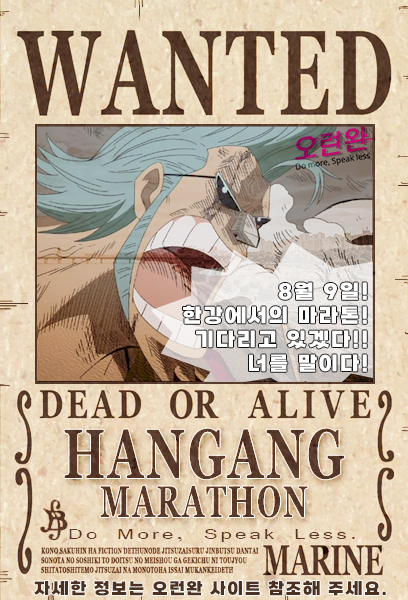 WANTED
오런완
Do more, Speak less
8월 9일!
한강에서의 마라톤!
기다리고 있겠다!!
너를 말이다!
DEAD OR ALIVE
HANGANG
MARATHON
Do More, Speak Less.
KONO SAKUHIN HA FICTION DETHUNODE JITSUZAISURU JINBUTSU DANTAI
SONOTA NO SOSHIKI TO DOITSU NO MEISHOU GA GEKICHU NI TOUJYOU
SHITATOSHITEMO JITSUZAI NA MONOTOHA ISSAI MUKANKEIDETH
MARINE
자세한 정보는 오런완 사이트 참조해 주세요.